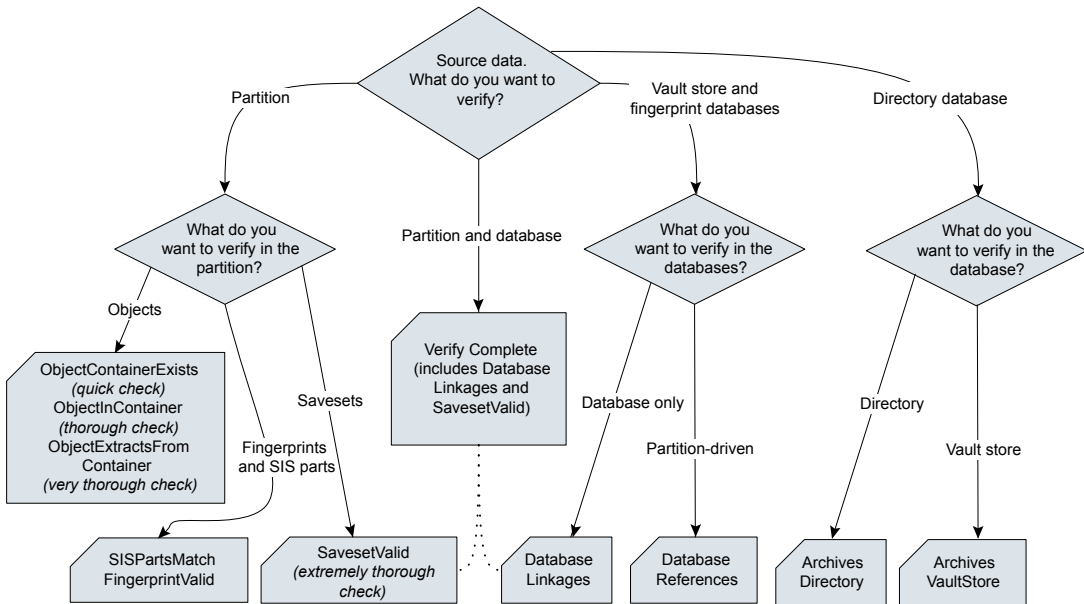 Source data.
What do you want to
verify?
Partition
Vault store and
fingerprint databases
Directory database
What do you
want to verify in the
partition?
Partition and database
What do you
want to verify in the
databases?
What do you
want to verify in the
database?
Objects
ObjectContainerExists
(quick check)
ObjectInContainer
(thorough check)
ObjectExtractsFrom
Container
(very thorough check)
Verify Complete
(includes Database
Linkages and
SavesetValid)
Savesets
Database only
Directory
Fingerprints
and SIS parts
Partition-driven
Vault store
SISPartsMatch
FingerprintValid
SavesetValid
(extremely thorough
check)
Database
Linkages
Database
References
Archives
Directory
Archives
VaultStore